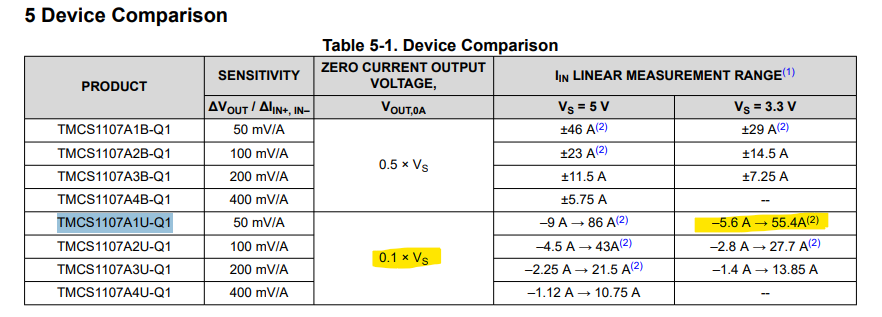 5 Device Comparison
Table 5-1. Device Comparison
PRODUCT SENSITIVITY ZERO CURRENT OUTPUT VOLTAGE, IIN LINEAR MEASUREMENT RANGE(1)
ΔVOUT / ΔIIN+, IN– VOUT,0A VS = 5 V VS = 3.3 V
TMCS1107A1B-Q1 50 mV/A 0.5 × VS ±46 A(2) ±29 A(2)
TMCS1107A2B-Q1 100 mV/A ±23 A(2) ±14.5 A
TMCS1107A3B-Q1 200 mV/A ±11.5 A ±7.25 A
TMCS1107A4B-Q1 400 mV/A ±5.75 A --
TMCS1107A1U-Q1 50 mV/A 0.1 × VS –9 A → 86 A(2) –5.6 A → 55.4A(2)
TMCS1107A2U-Q1 100 mV/A –4.5 A → 43A(2) –2.8 A → 27.7 A(2)
TMCS1107A3U-Q1 200 mV/A –2.25 A → 21.5 A(2) –1.4 A → 13.85 A
TMCS1107A4U-Q1 400 mV/A –1.12 A → 10.75 A --